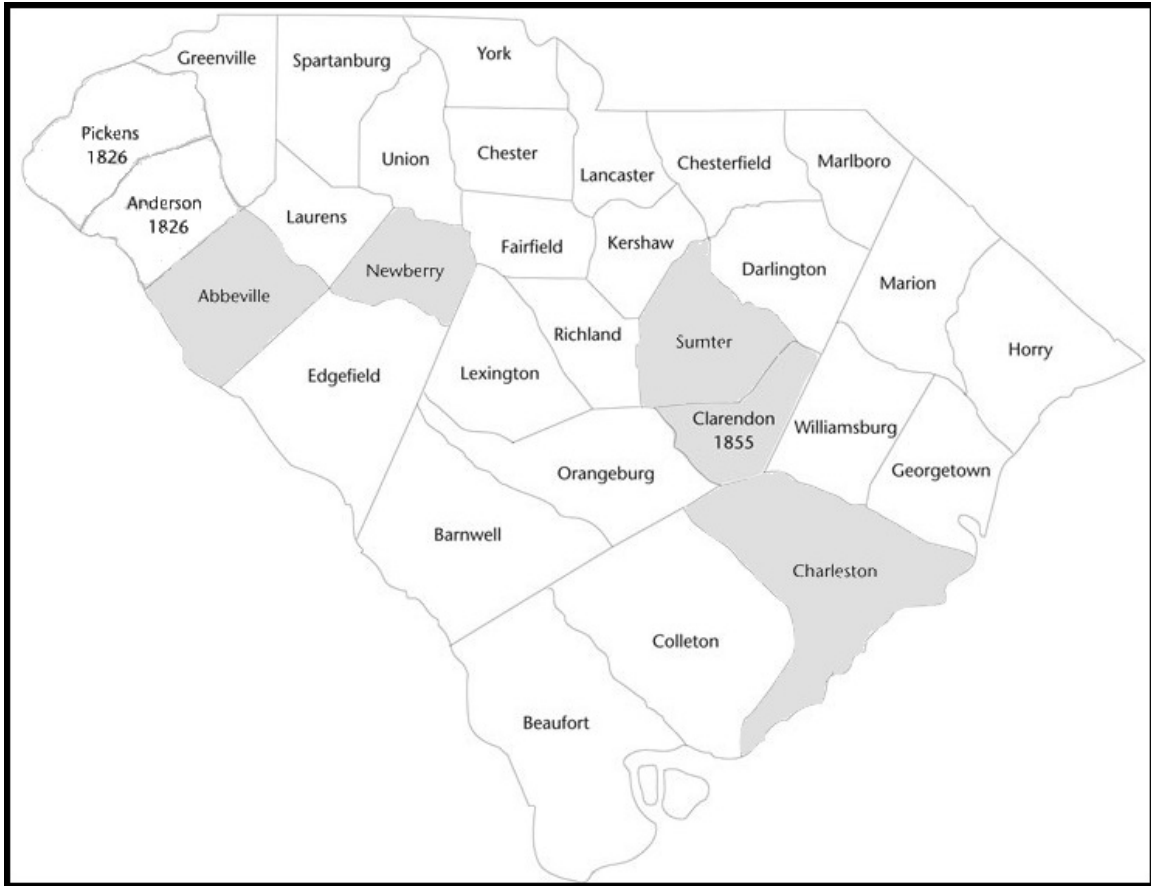 Greenville
Spartanburg
York
Pickens
1826
Union
Chester
Lancaster
Chesterfield
Marlboro
Anderson
1826
Laurens
Fairfield
Kershaw
Newberry
Darlington
Abbeville
Marion
Richland
Sumter
Horry
Edgefield
Lexington
Clarendon
1855
Williamsburg
Orangeburg
Georgetown
Barnwell
Charleston
Colleton
Beaufort